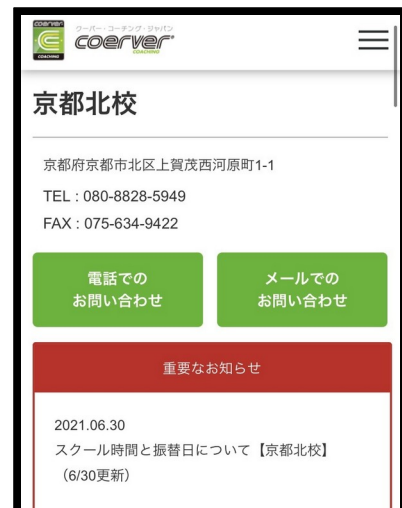 クーバー・コーチング・ジャパン
coerver
COACHING
京都北校
京都府京都市北区上賀茂西河原町1-1
TEL : 080-8828-5949
FAX : 075-634-9422
電話での
お問い合わせ
メールでの
お問い合わせ
重要なお知らせ
2021.06.30
スクール時間と振替日について【京都北校】
（6/30更新）